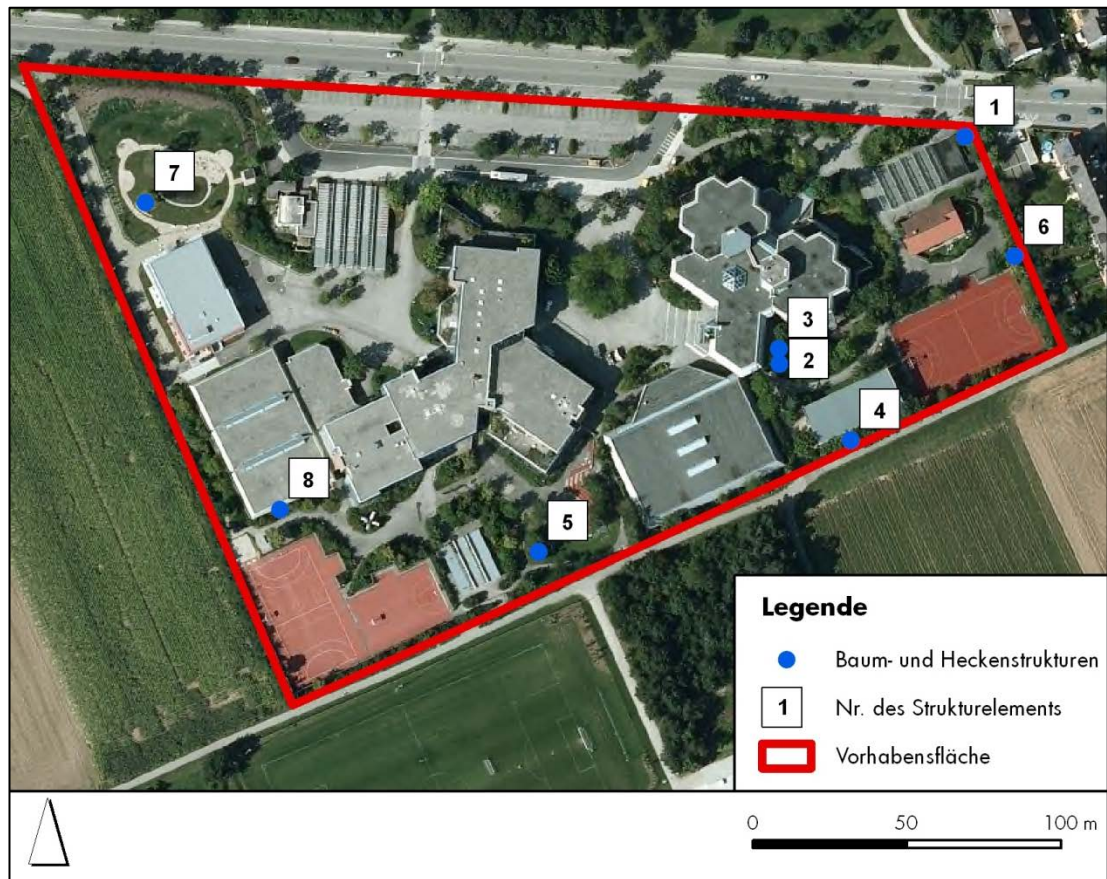 1
7
6
3
2
4
8
5
Legende
Baum- und Heckenstrukturen
1 Nr. des Strukturelements
Vorhabensfläche
0 50 100 m